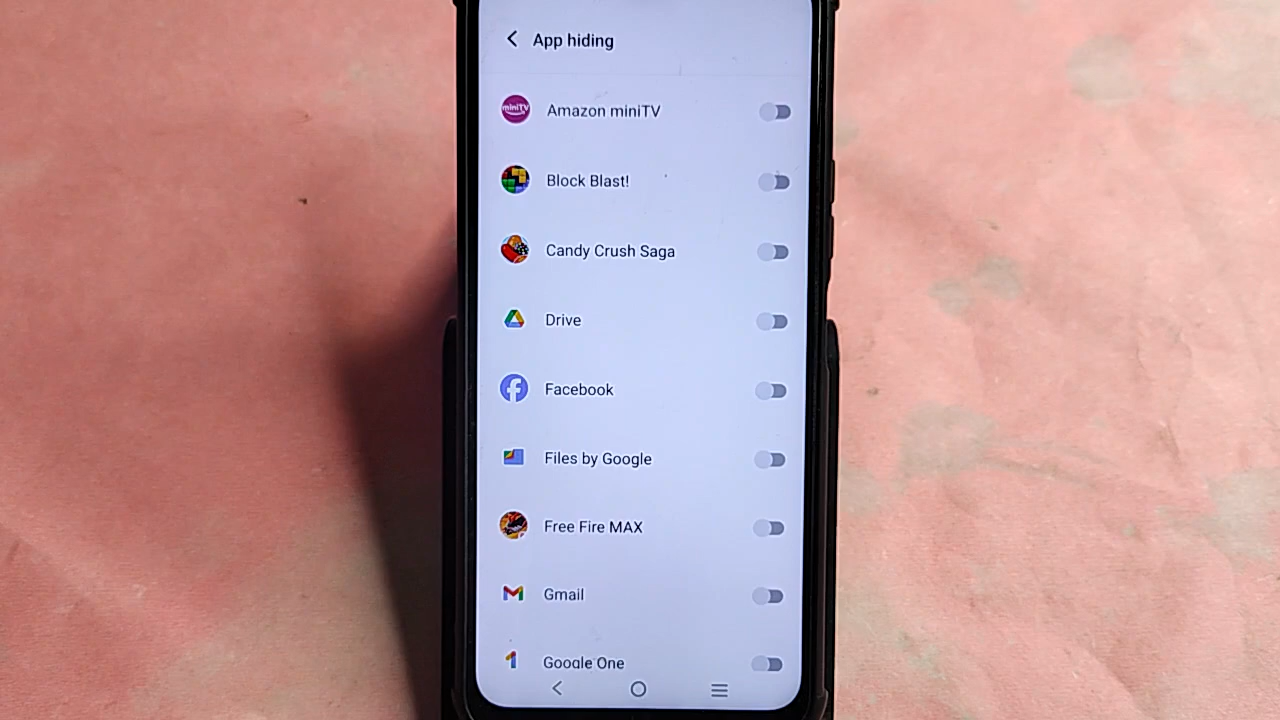 App hiding
miniTV
Amazon miniTV
Block Blast!
Candy Crush Saga
Drive
Facebook
Files by Google
Free Fire MAX
Gmail
Google One